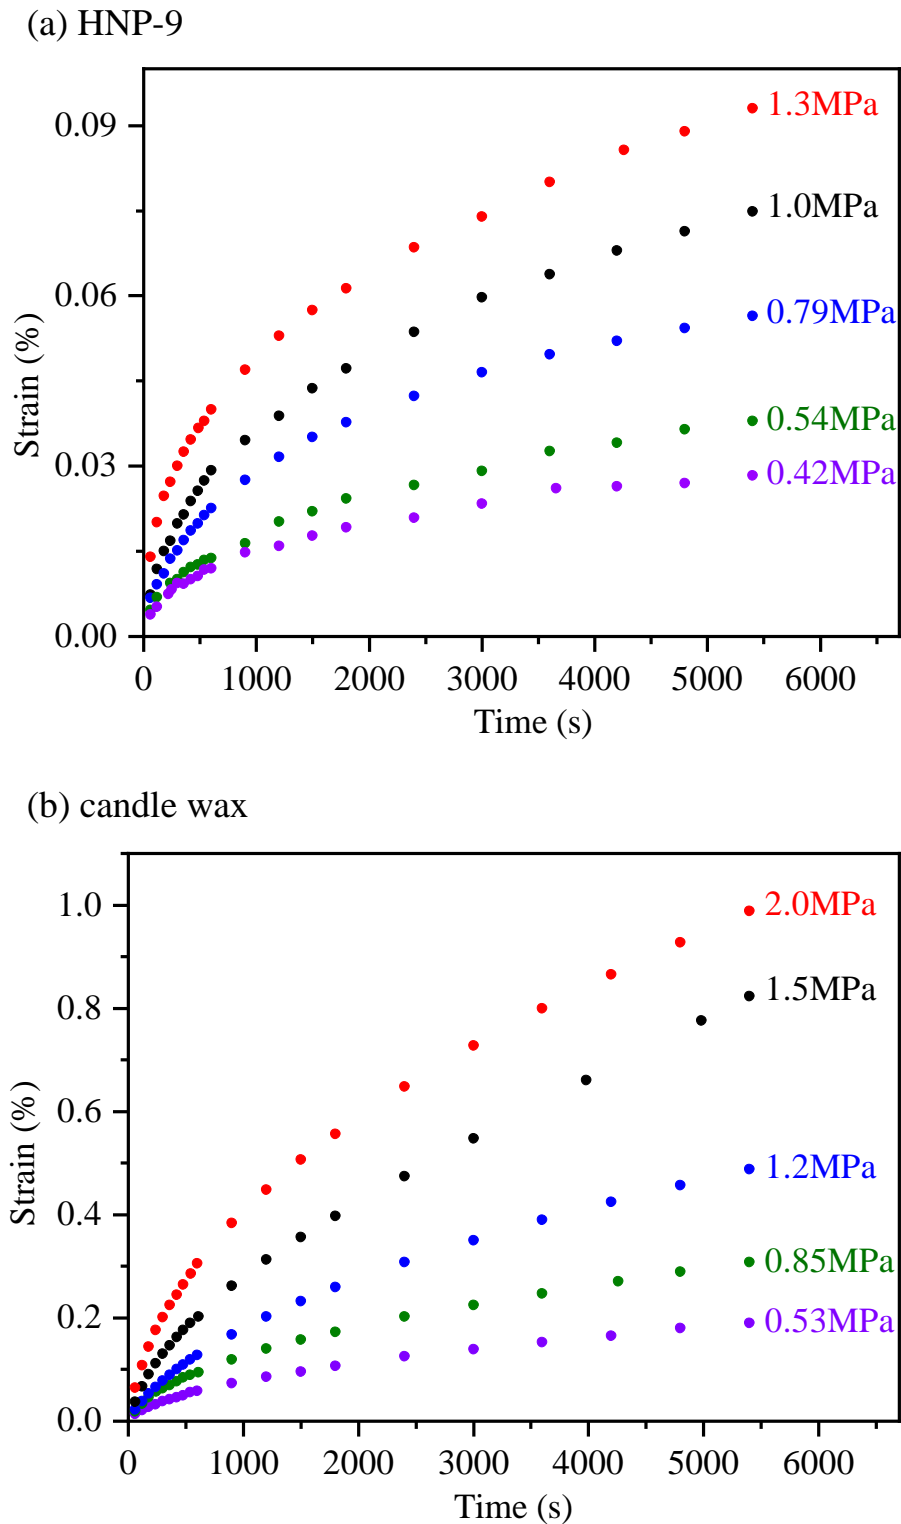 (a) HNP-9
1.3MPa
0.09
1.0MPa
0.06
0.79MPa
Strain (%)
0.54MPa
0.03
0.42MPa
0.00
0 1000 2000 3000 4000 5000 6000
Time (s)
(b) candle wax
1.0
2.0MPa
1.5MPa
0.8
0.6
Strain (%)
1.2MPa
0.4
0.85MPa
0.2
0.53MPa
0.0
0 1000 2000 3000 4000 5000 6000
Time (s)